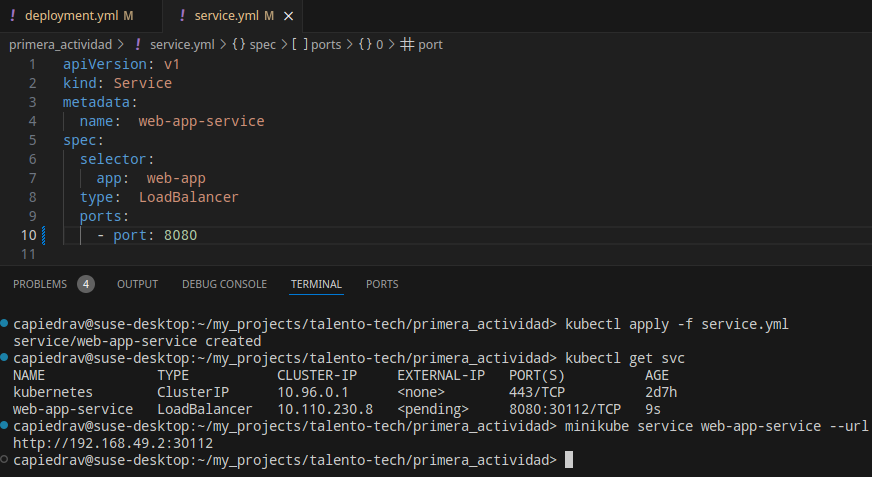 ! deployment.yml M ! service.yml M ×
primera_actividad > ! service.yml > {} spec > [ ] ports > {} 0 > # port
1 apiVersion: v1
2 kind: Service
3 metadata:
4 name: web-app-service
5 spec:
6 selector:
7 app: web-app
8 type: LoadBalancer
9 ports:
10 - port: 8080
11
PROBLEMS 4 OUTPUT DEBUG CONSOLE TERMINAL PORTS
capiedrav@suse-desktop:~/my_projects/talento-tech/primera_actividad> kubectl apply -f service.yml
service/web-app-service created
capiedrav@suse-desktop:~/my_projects/talento-tech/primera_actividad> kubectl get svc
NAME TYPE CLUSTER-IP EXTERNAL-IP PORT(S) AGE
kubernetes ClusterIP 10.96.0.1 <none> 443/TCP 2d7h
web-app-service LoadBalancer 10.110.230.8 <pending> 8080:30112/TCP 9s
capiedrav@suse-desktop:~/my_projects/talento-tech/primera_actividad> minikube service web-app-service --url
http://192.168.49.2:30112
capiedrav@suse-desktop:~/my_projects/talento-tech/primera_actividad>